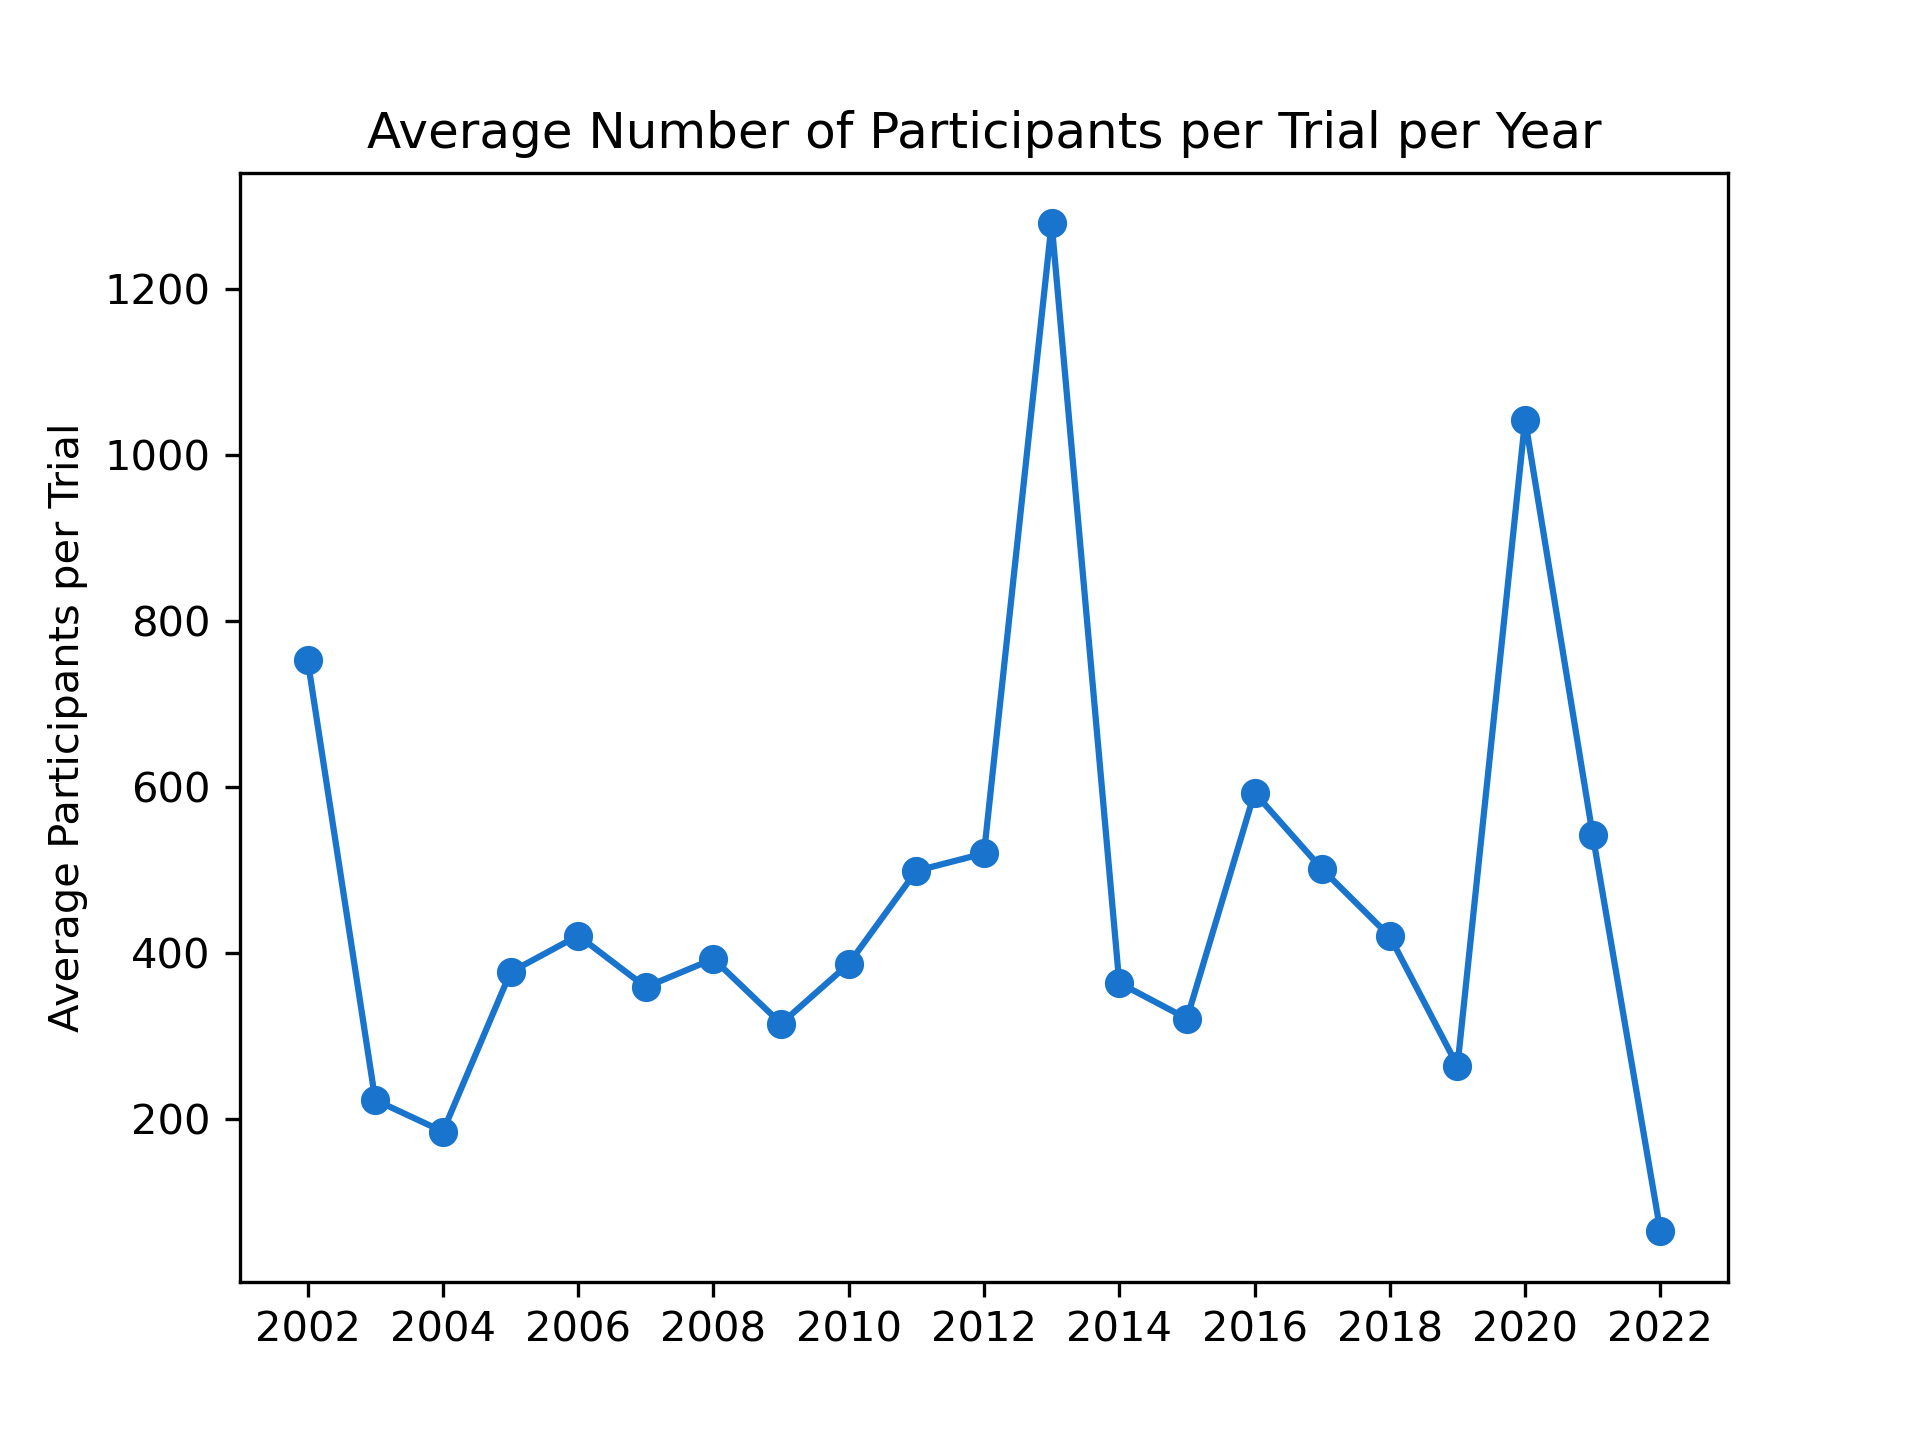 Average Number of Participants per Trial per Year
Average Participants per Trial
1200
1000
800
600
400
200
2002 2004 2006 2008 2010 2012 2014 2016 2018 2020 2022